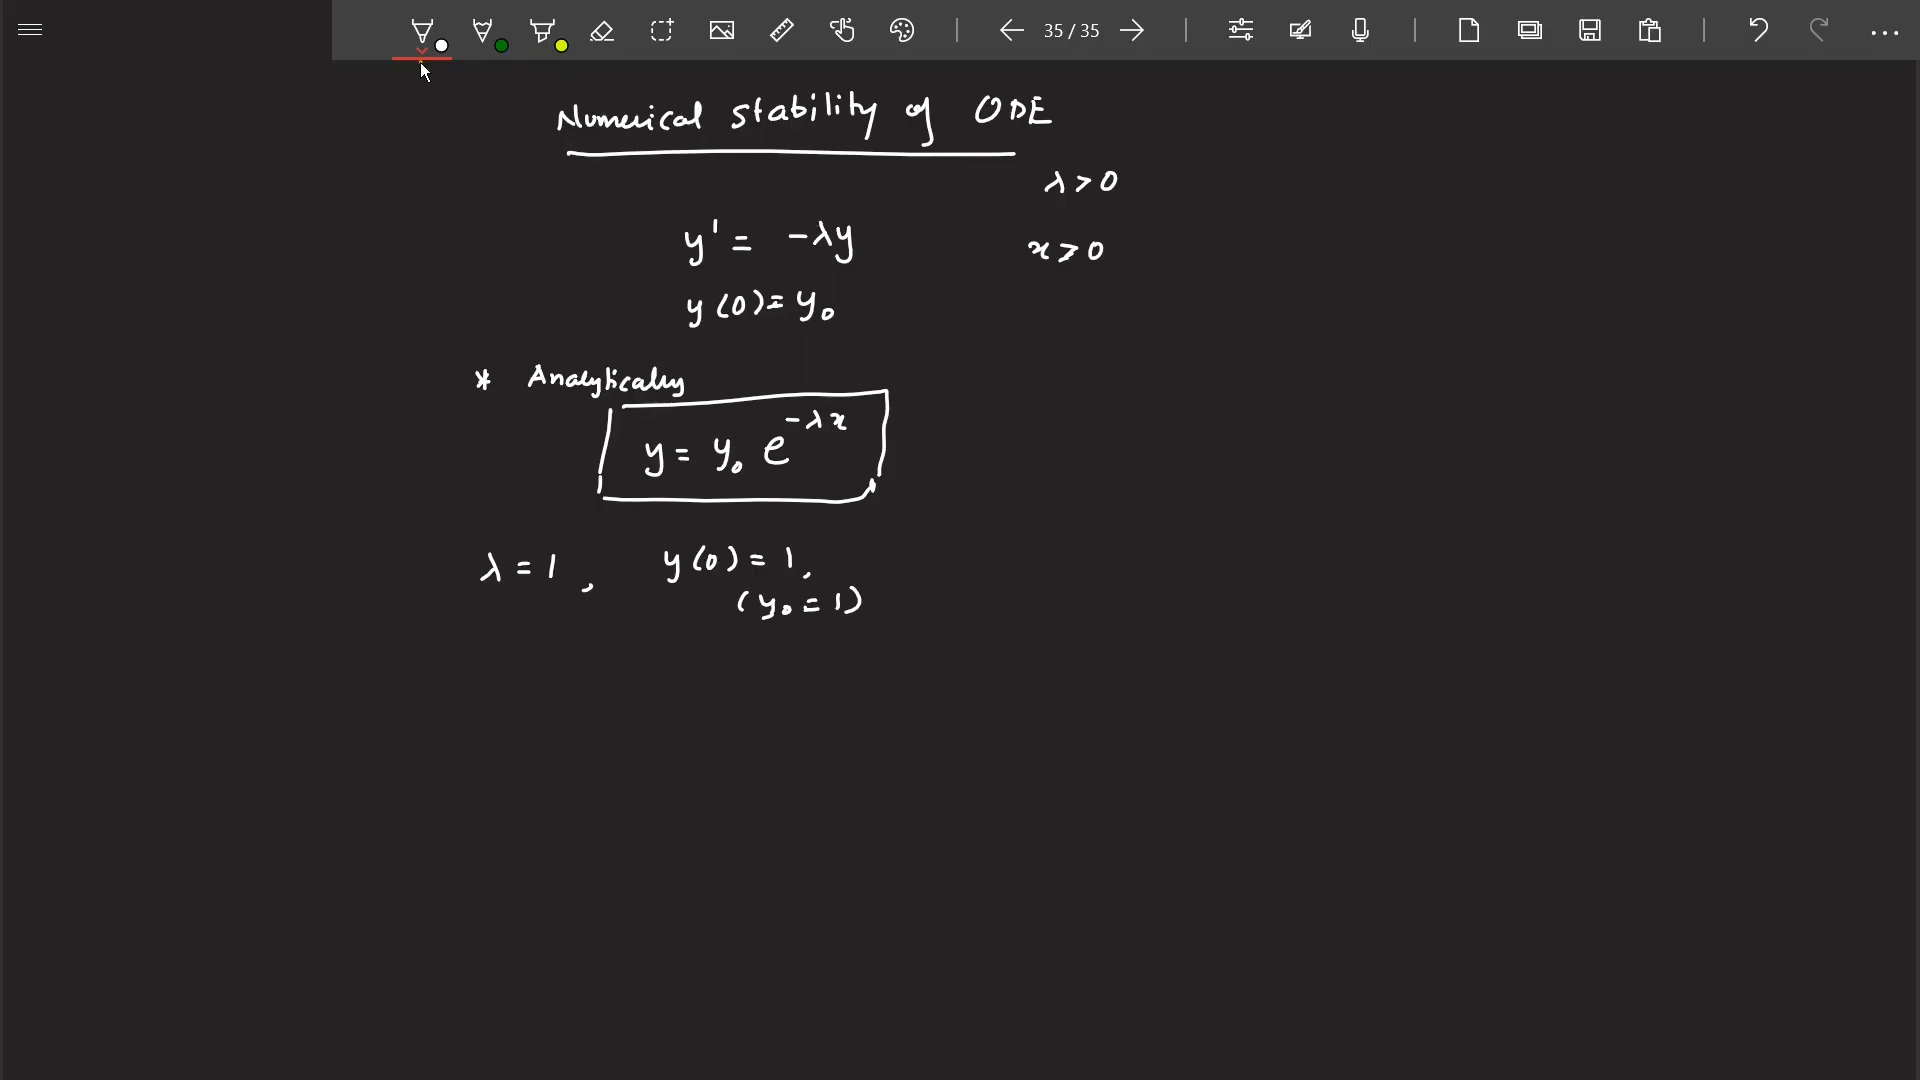 35 / 35
Numerical stability of ODE
λ > 0
y' = -λy
x > 0
y(0) = y₀
* Analytically
y = y₀ e^{-λx}
λ = 1 , y(0) = 1,
(y₀ = 1)